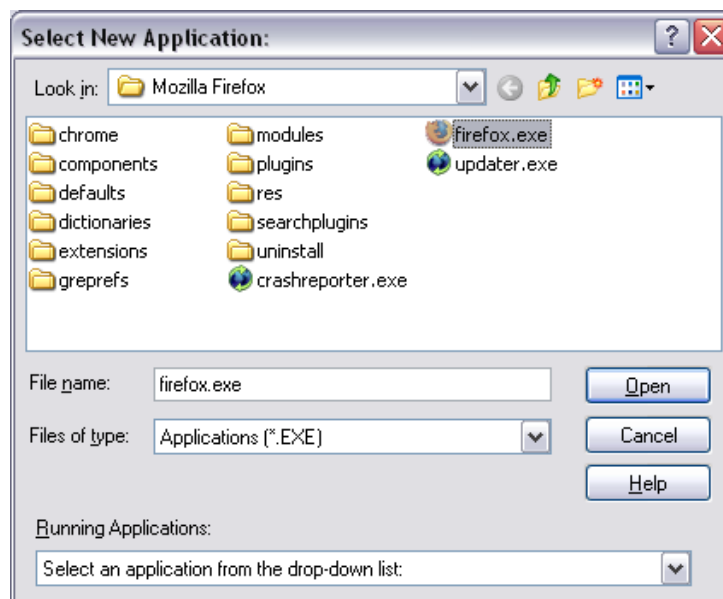 Select New Application:
Look in: Mozilla Firefox
chrome modules firefox.exe
components plugins updater.exe
defaults res
dictionaries searchplugins
extensions uninstall
greprefs crashreporter.exe
File name: firefox.exe Open
Files of type: Applications (*.EXE) Cancel
Help
Running Applications:
Select an application from the drop-down list: